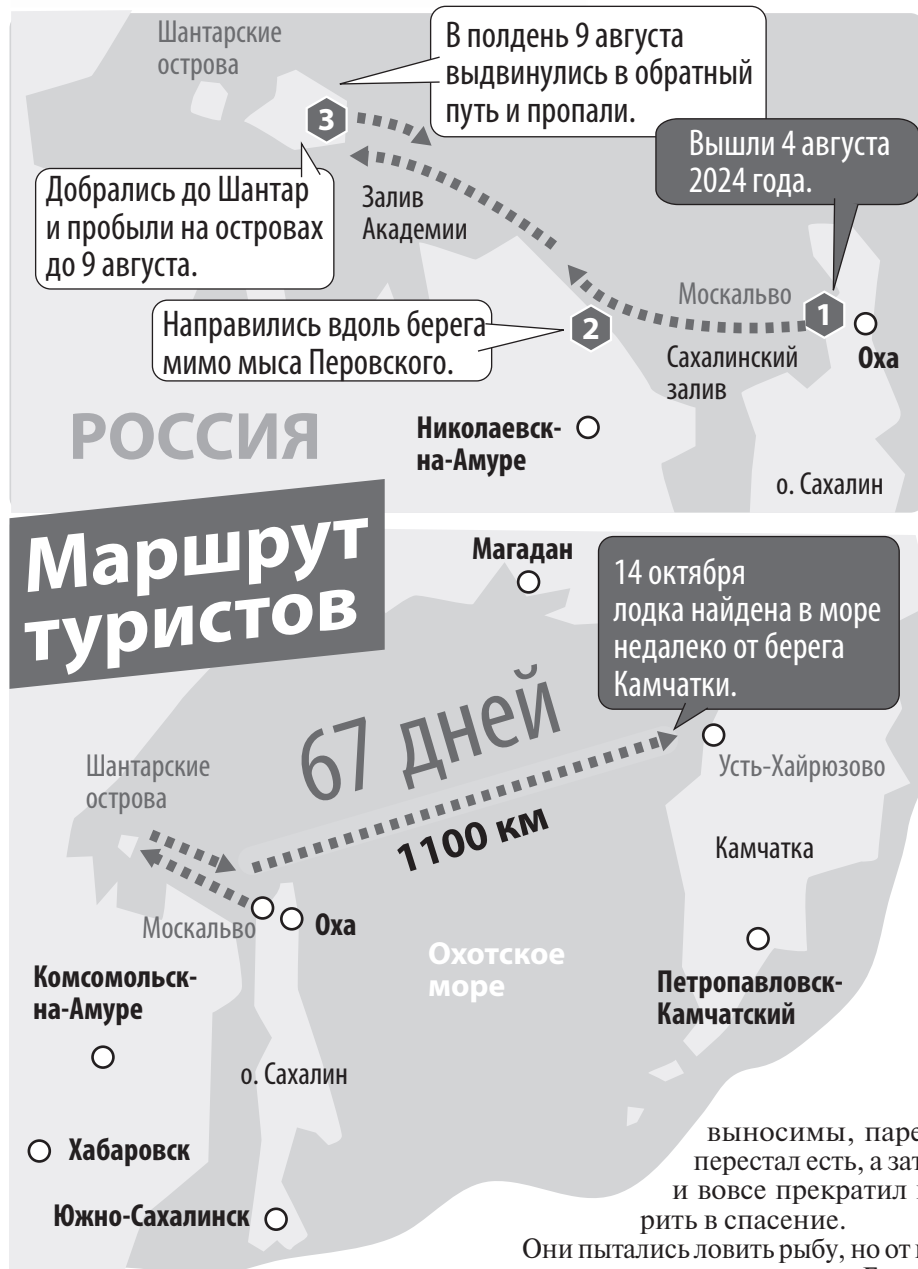 Шантарские
острова
В полдень 9 августа
выдвинулись в обратный
путь и пропали.
3
Вышли 4 августа
2024 года.
Добрались до Шантар
и пробыли на островах
до 9 августа.
Залив
Академии
Москальво
1
Направились вдоль берега
мимо мыса Перовского.
2
Сахалинский
залив
Оха
РОССИЯ
Николаевск-
на-Амуре
о. Сахалин
Маршрут
туристов
Магадан
14 октября
лодка найдена в море
недалеко от берега
Камчатки.
67 дней
1100 км
Шантарские
острова
Усть-Хайрюзово
Камчатка
Москальво
Оха
Охотское
море
Комсомольск-
на-Амуре
Петропавловск-
Камчатский
о. Сахалин
Хабаровск
Южно-Сахалинск
выносимы, паре
перестал есть, а зат
и вовсе прекратил
рить в спасение.
Они пытались ловить рыбу, но от